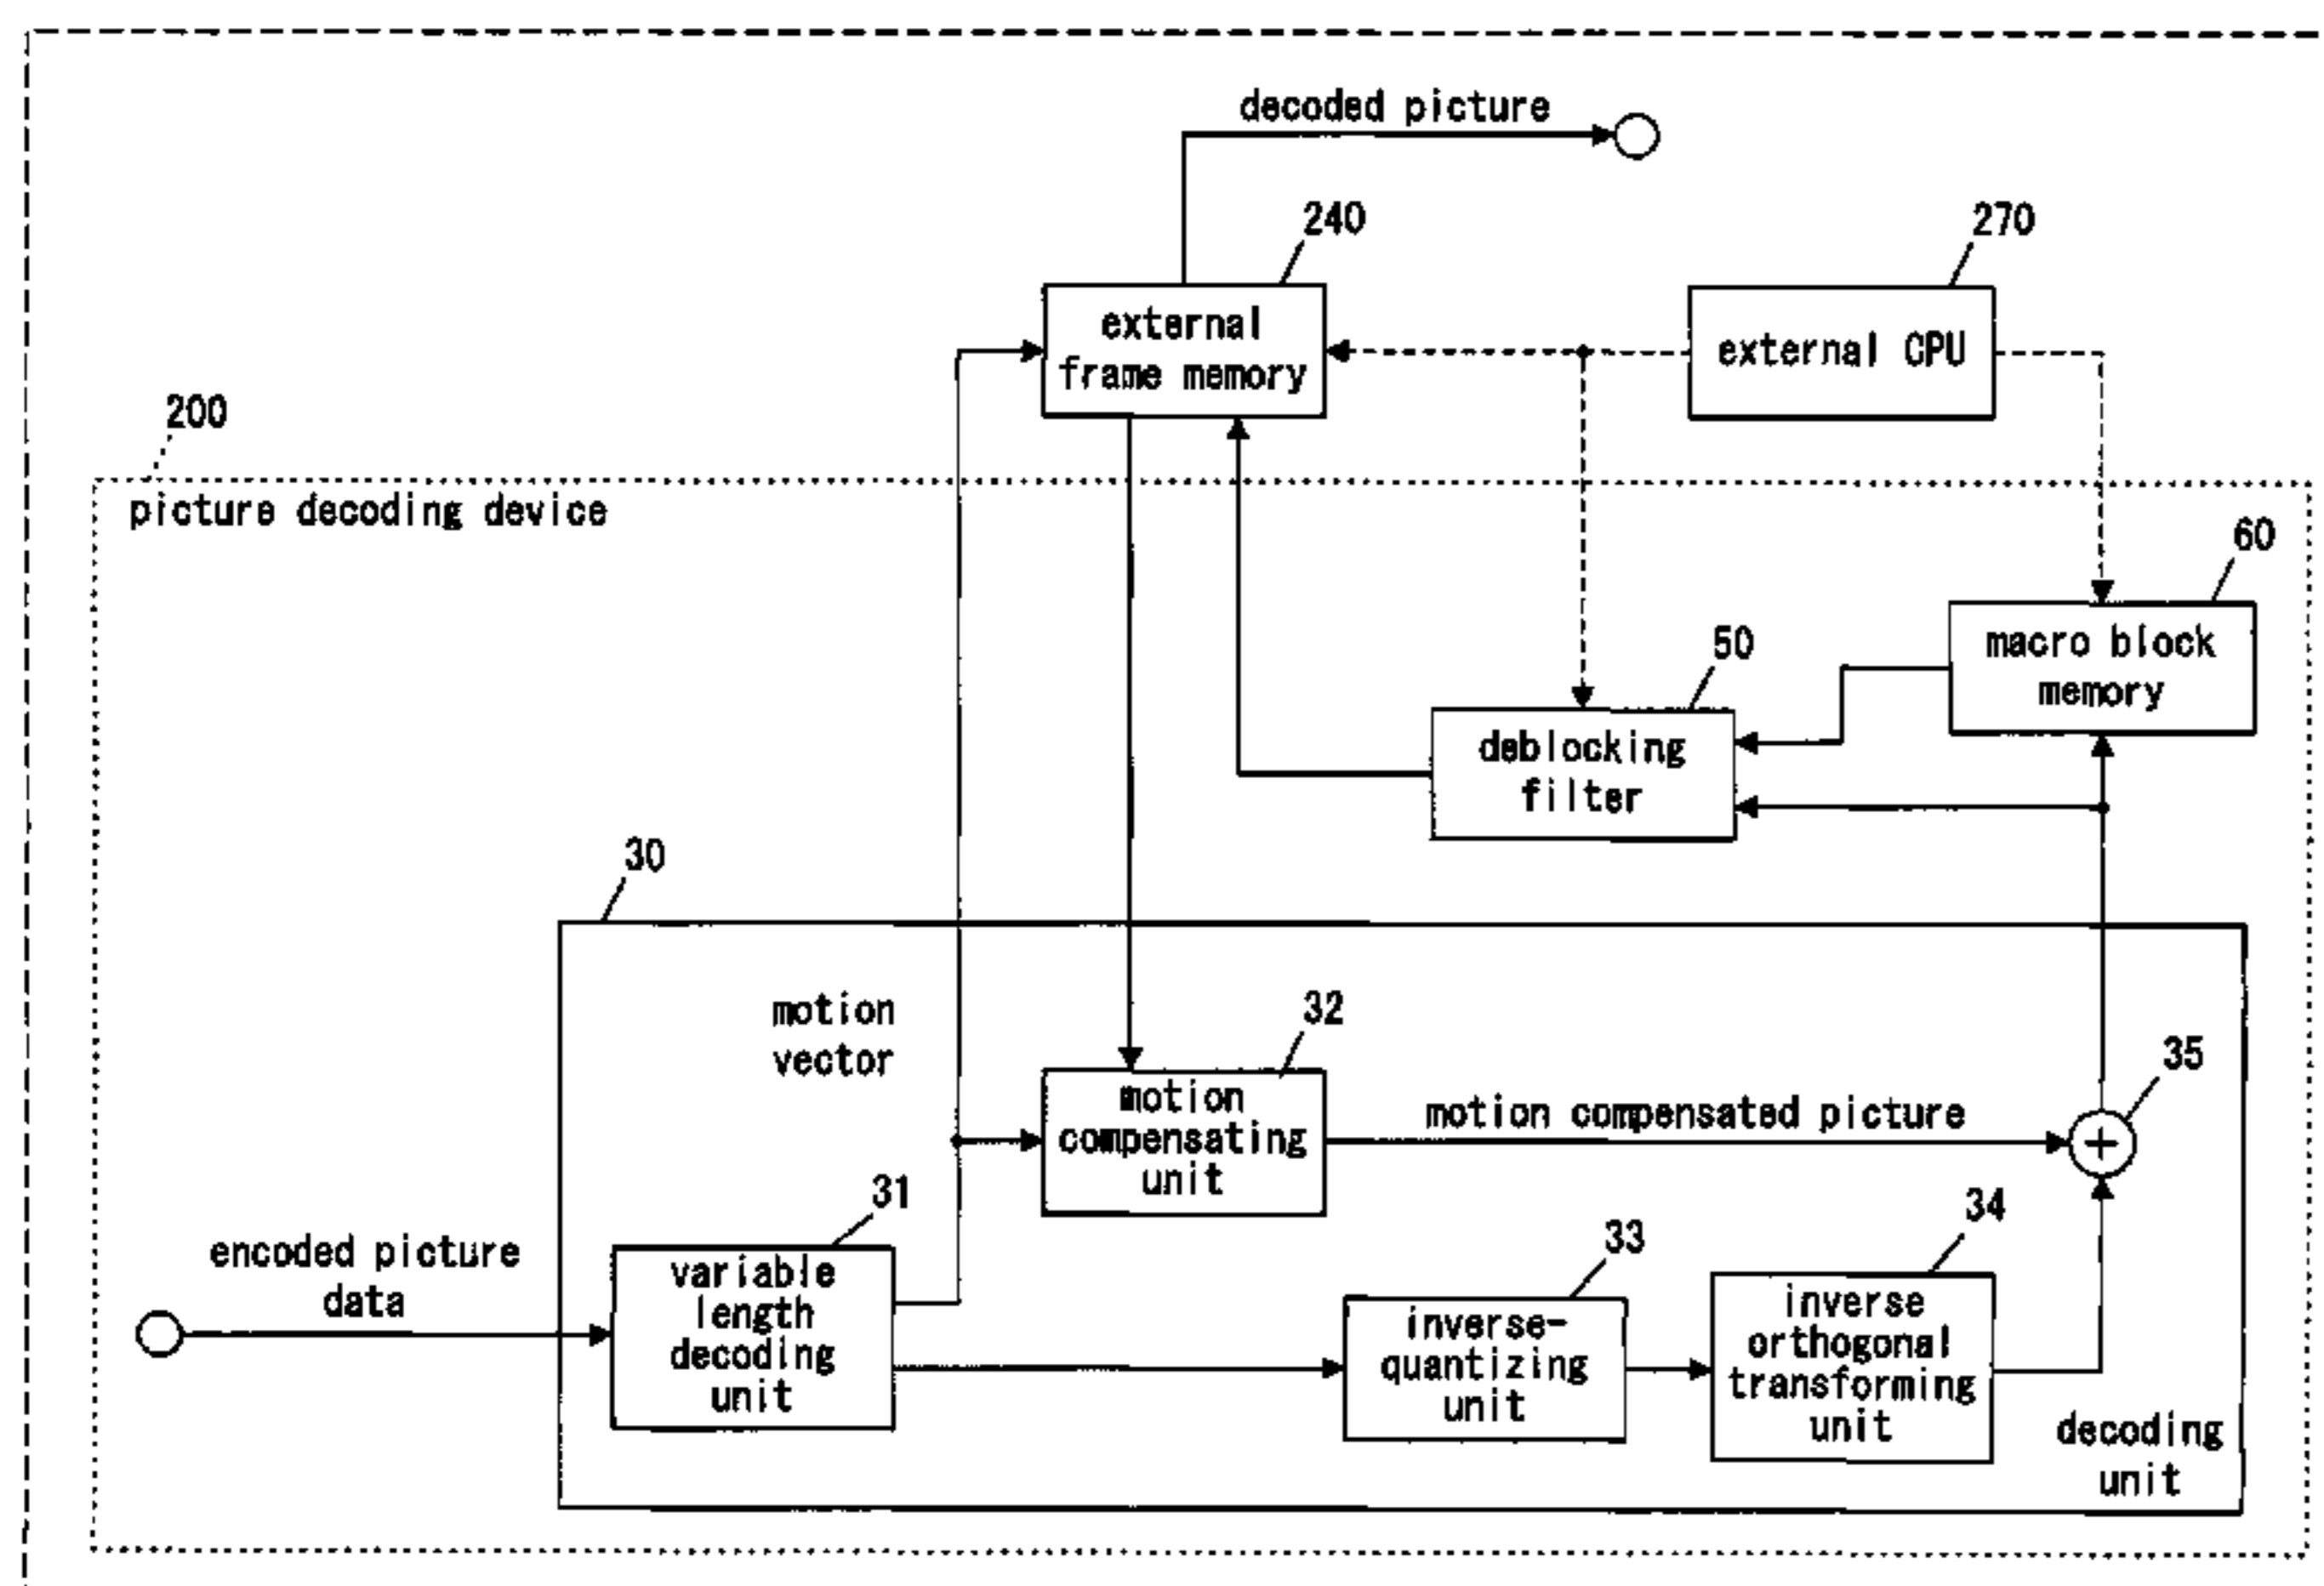 decoded picture
240
270
external
frame memory
external CPU
200
picture decoding device
60
macro block
memory
50
deblocking
filter
30
motion
vector
32
motion
compensating
unit
motion compensated picture
35
+
31
encoded picture
data
variable
length
decoding
unit
33
inverse-
quantizing
unit
34
inverse
orthogonal
transforming
unit
decoding
unit